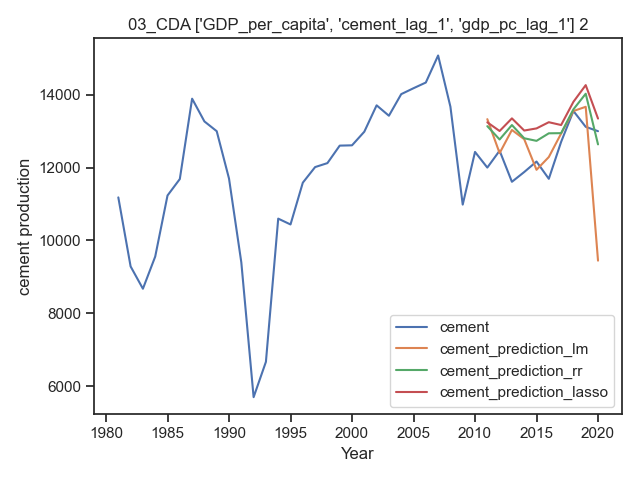 03_CDA ['GDP_per_capita', 'cement_lag_1', 'gdp_pc_lag_1'] 2
14000
12000
10000
8000
6000
cement production
1980 1985 1990 1995 2000 2005 2010 2015 2020
Year
cement
cement_prediction_lm
cement_prediction_rr
cement_prediction_lasso